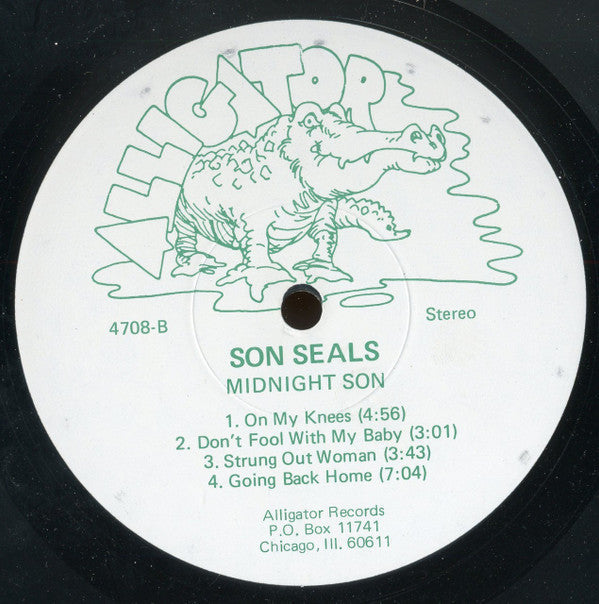 ALLIGATOR
4708-B
Stereo
SON SEALS
MIDNIGHT SON
1. On My Knees (4:56)
2. Don't Fool With My Baby (3:01)
3. Strung Out Woman (3:43)
4. Going Back Home (7:04)
Alligator Records
P.O. Box 11741
Chicago, Ill. 60611